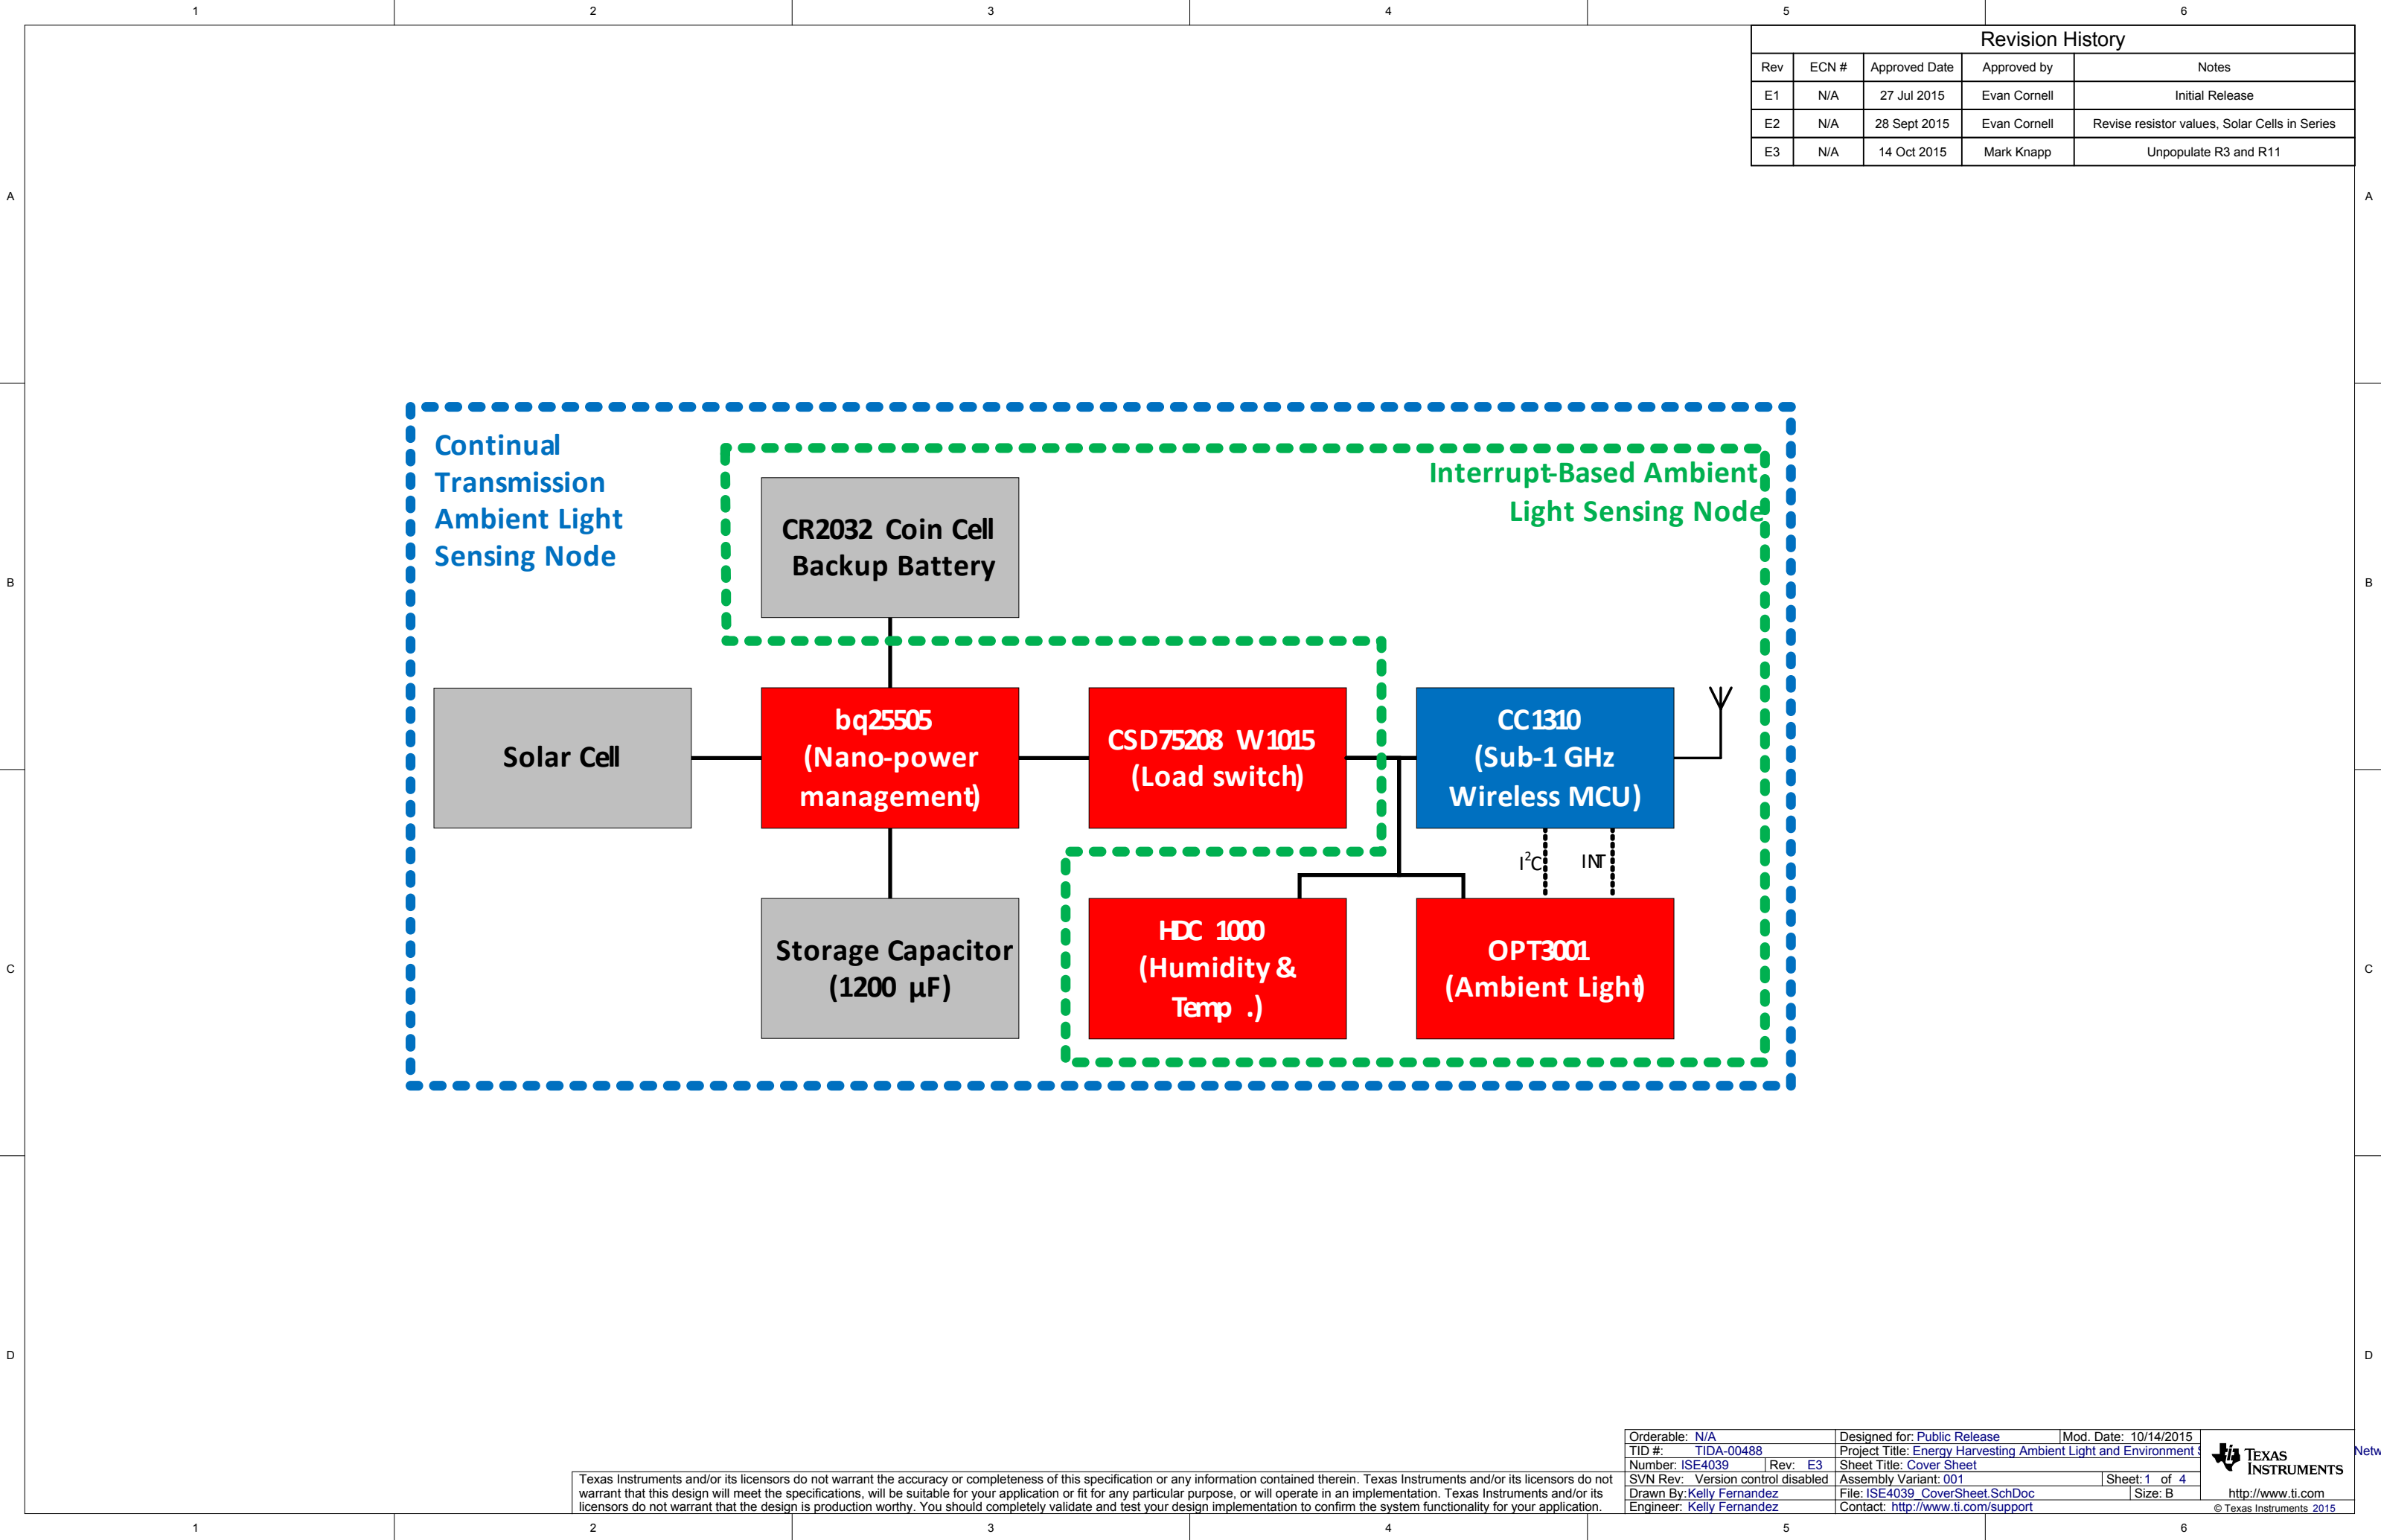 1 2 3 4 5 6
Revision History
Rev ECN # Approved Date Approved by Notes
E1 N/A 27 Jul 2015 Evan Cornell Initial Release
E2 N/A 28 Sept 2015 Evan Cornell Revise resistor values, Solar Cells in Series
E3 N/A 14 Oct 2015 Mark Knapp Unpopulate R3 and R11
A A
Continual
Transmission
Ambient Light
Sensing Node
Interrupt-Based Ambient
Light Sensing Node
CR2032 Coin Cell
Backup Battery
B B
Solar Cell
bq25505
(Nano-power
management)
CSD75208 W1015
(Load switch)
CC1310
(Sub-1 GHz
Wireless MCU)
I²C INT
Storage Capacitor
(1200 µF)
HDC 1000
(Humidity &
Temp .)
OPT3001
(Ambient Light)
C C
D D
Texas Instruments and/or its licensors do not warrant the accuracy or completeness of this specification or any information contained therein. Texas Instruments and/or its licensors do not
warrant that this design will meet the specifications, will be suitable for your application or fit for any particular purpose, or will operate in an implementation. Texas Instruments and/or its
licensors do not warrant that the design is production worthy. You should completely validate and test your design implementation to confirm the system functionality for your application.
Orderable: N/A Designed for: Public Release Mod. Date: 10/14/2015
TID #: TIDA-00488 Project Title: Energy Harvesting Ambient Light and Environment
Number: ISE4039 Rev: E3 Sheet Title: Cover Sheet
SVN Rev: Version control disabled Assembly Variant: 001 Sheet: 1 of 4
Drawn By: Kelly Fernandez File: ISE4039_CoverSheet.SchDoc Size: B
Engineer: Kelly Fernandez Contact: http://www.ti.com/support
TEXAS
INSTRUMENTS
http://www.ti.com
© Texas Instruments 2015
1 2 3 4 5 6